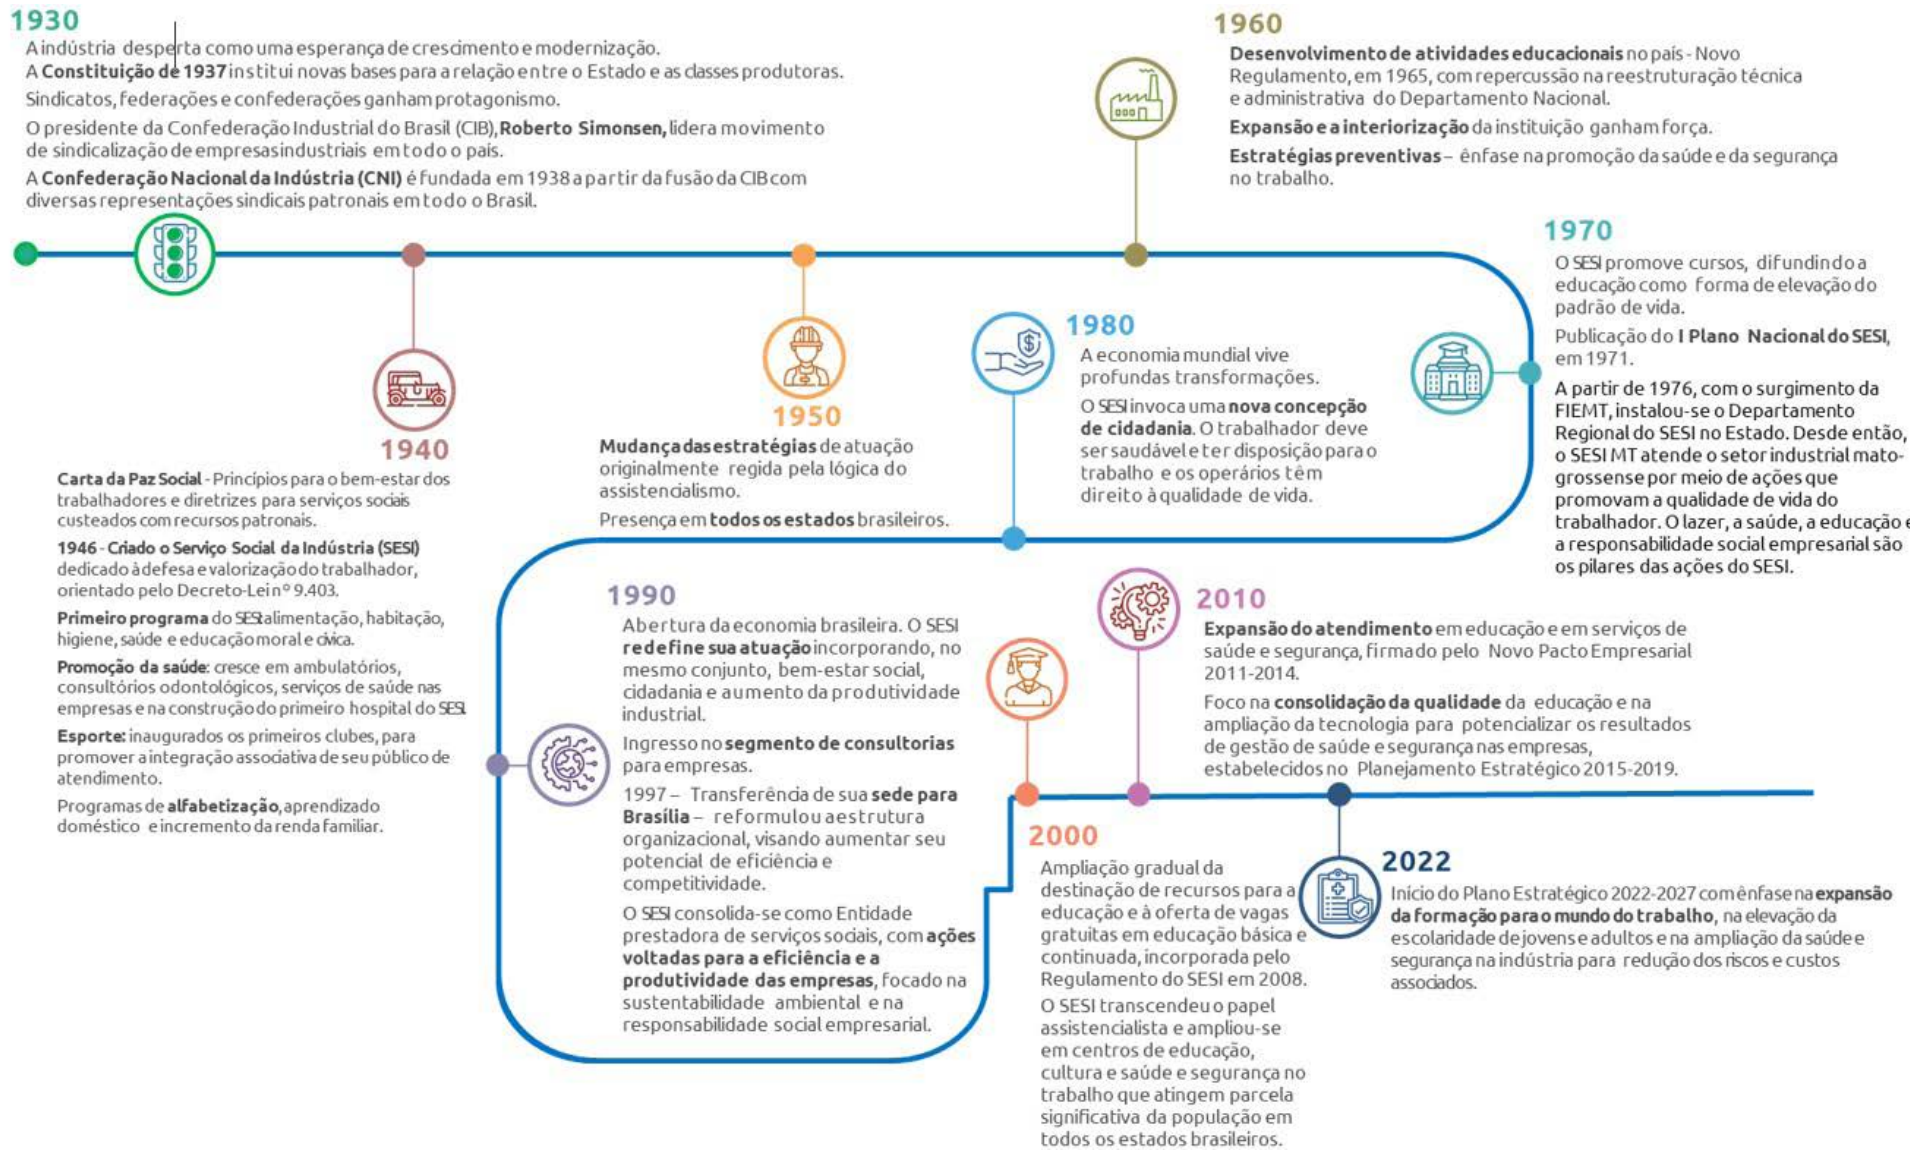 1930
A indústria desperta como uma esperança de crescimento e modernização.
A Constituição de 1937 institui novas bases para a relação entre o Estado e as classes produtoras.
Sindicatos, federações e confederações ganham protagonismo.
O presidente da Confederação Industrial do Brasil (CIB), Roberto Simonsen, lidera movimento
de sindicalização de empresas industriais em todo o país.
A Confederação Nacional da Indústria (CNI) é fundada em 1938 a partir da fusão da CIB com
diversas representações sindicais patronais em todo o Brasil.
1940
Carta da Paz Social - Princípios para o bem-estar dos
trabalhadores e diretrizes para serviços sociais
custeados com recursos patronais.
1946 - Criado o Serviço Social da Indústria (SESI)
dedicado à defesa e valorização do trabalhador,
orientado pelo Decreto-Lei nº 9.403.
Primeiro programa do SESI: alimentação, habitação,
higiene, saúde e educação moral e cívica.
Promoção da saúde: cresce em ambulatórios,
consultórios odontológicos, serviços de saúde nas
empresas e na construção do primeiro hospital do SESI.
Esporte: inaugurados os primeiros clubes, para
promover a integração associativa de seu público de
atendimento.
Programas de alfabetização, aprendizado
doméstico e incremento da renda familiar.
1950
Mudança das estratégias de atuação
originalmente regida pela lógica do
assistencialismo.
Presença em todos os estados brasileiros.
1960
Desenvolvimento de atividades educacionais no país - Novo
Regulamento, em 1965, com repercussão na reestruturação técnica
e administrativa do Departamento Nacional.
Expansão e a interiorização da instituição ganham força.
Estratégias preventivas – ênfase na promoção da saúde e da segurança
no trabalho.
1970
O SESI promove cursos, difundindo a
educação como forma de elevação do
padrão de vida.
Publicação do I Plano Nacional do SESI,
em 1971.
A partir de 1976, com o surgimento da
FIEMT, instalou-se o Departamento
Regional do SESI no Estado. Desde então,
o SESI MT atende o setor industrial mato-
grossense por meio de ações que
promovam a qualidade de vida do
trabalhador. O lazer, a saúde, a educação e
a responsabilidade social empresarial são
os pilares das ações do SESI.
1980
A economia mundial vive
profundas transformações.
O SESI invoca uma nova concepção
de cidadania. O trabalhador deve
ser saudável e ter disposição para o
trabalho e os operários têm
direito à qualidade de vida.
1990
Abertura da economia brasileira. O SESI
redefine sua atuação incorporando, no
mesmo conjunto, bem-estar social,
cidadania e aumento da produtividade
industrial.
Ingresso no segmento de consultorias
para empresas.
1997 – Transferência de sua sede para
Brasília – reformulou a estrutura
organizacional, visando aumentar seu
potencial de eficiência e
competitividade.
O SESI consolida-se como Entidade
prestadora de serviços sociais, com ações
voltadas para a eficiência e a
produtividade das empresas, focado na
sustentabilidade ambiental e na
responsabilidade social empresarial.
2000
Ampliação gradual da
destinação de recursos para a
educação e à oferta de vagas
gratuitas em educação básica e
continuada, incorporada pelo
Regulamento do SESI em 2008.
O SESI transcendeu o papel
assistencialista e ampliou-se
em centros de educação,
cultura e saúde e segurança no
trabalho que atingem parcela
significativa da população em
todos os estados brasileiros.
2010
Expansão do atendimento em educação e em serviços de
saúde e segurança, firmado pelo Novo Pacto Empresarial
2011-2014.
Foco na consolidação da qualidade da educação e na
ampliação da tecnologia para potencializar os resultados
de gestão de saúde e segurança nas empresas,
estabelecidos no Planejamento Estratégico 2015-2019.
2022
Início do Plano Estratégico 2022-2027 com ênfase na expansão
da formação para o mundo do trabalho, na elevação da
escolaridade de jovens e adultos e na ampliação da saúde e
segurança na indústria para redução dos riscos e custos
associados.